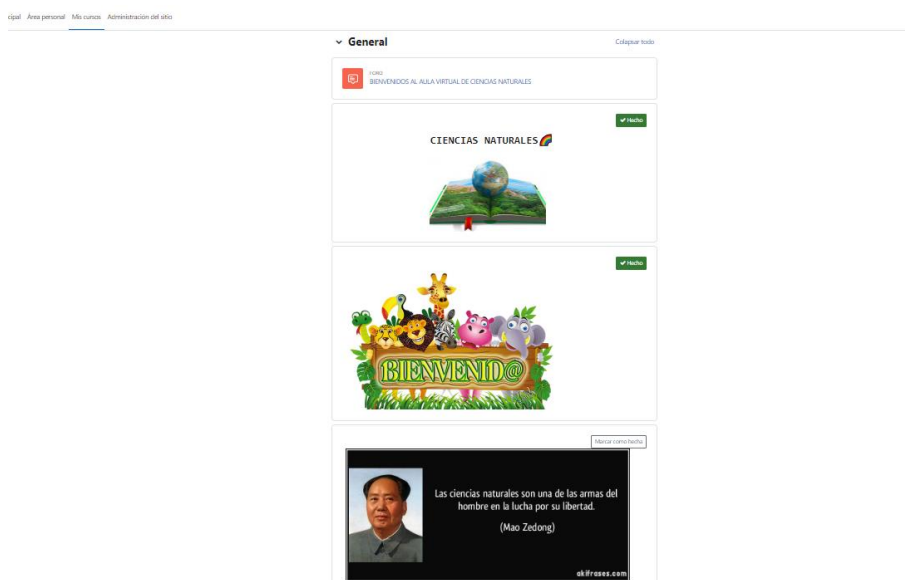 cipal Área personal Mis cursos Administración del sitio
General
Colapsar todo
FORO
BIENVENIDOS AL AULA VIRTUAL DE CIENCIAS NATURALES
Hecho
CIENCIAS NATURALES
Hecho
BIENVENID@
Marcar como hecha
Las ciencias naturales son una de las armas del
hombre en la lucha por su libertad.
(Mao Zedong)
akifrases.com